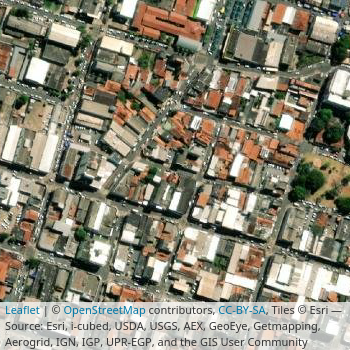 Leaflet | © OpenStreetMap contributors, CC-BY-SA, Tiles © Esri —
Source: Esri, i-cubed, USDA, USGS, AEX, GeoEye, Getmapping,
Aerogrid, IGN, IGP, UPR-EGP, and the GIS User Community